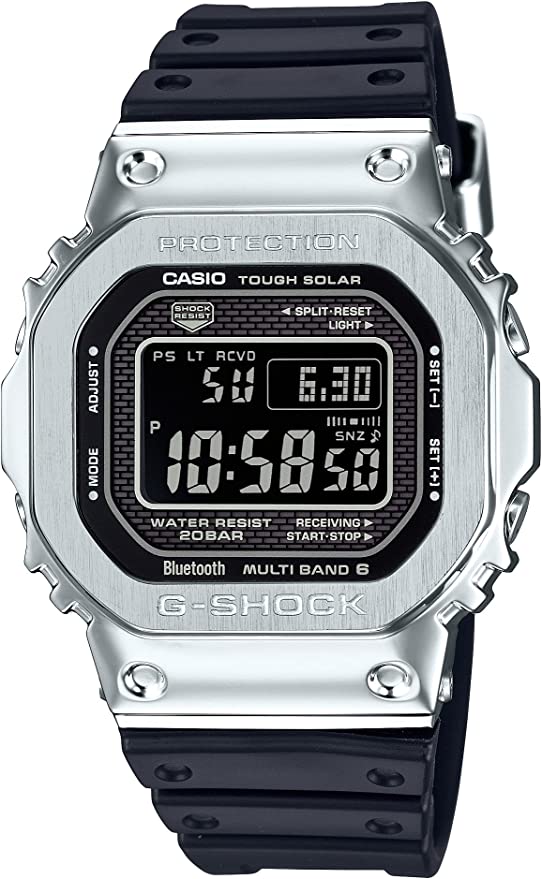 PROTECTION
CASIO TOUGH SOLAR
SHOCK RESIST
◀ SPLIT·RESET
LIGHT ▶
ADJUST
MODE
SET[−]
SET[+]
PS LT RCVD
SU 6.30
SNZ
P
10:58 50
WATER RESIST
20BAR
RECEIVING ▶
START·STOP ▶
Bluetooth MULTI BAND 6
G-SHOCK